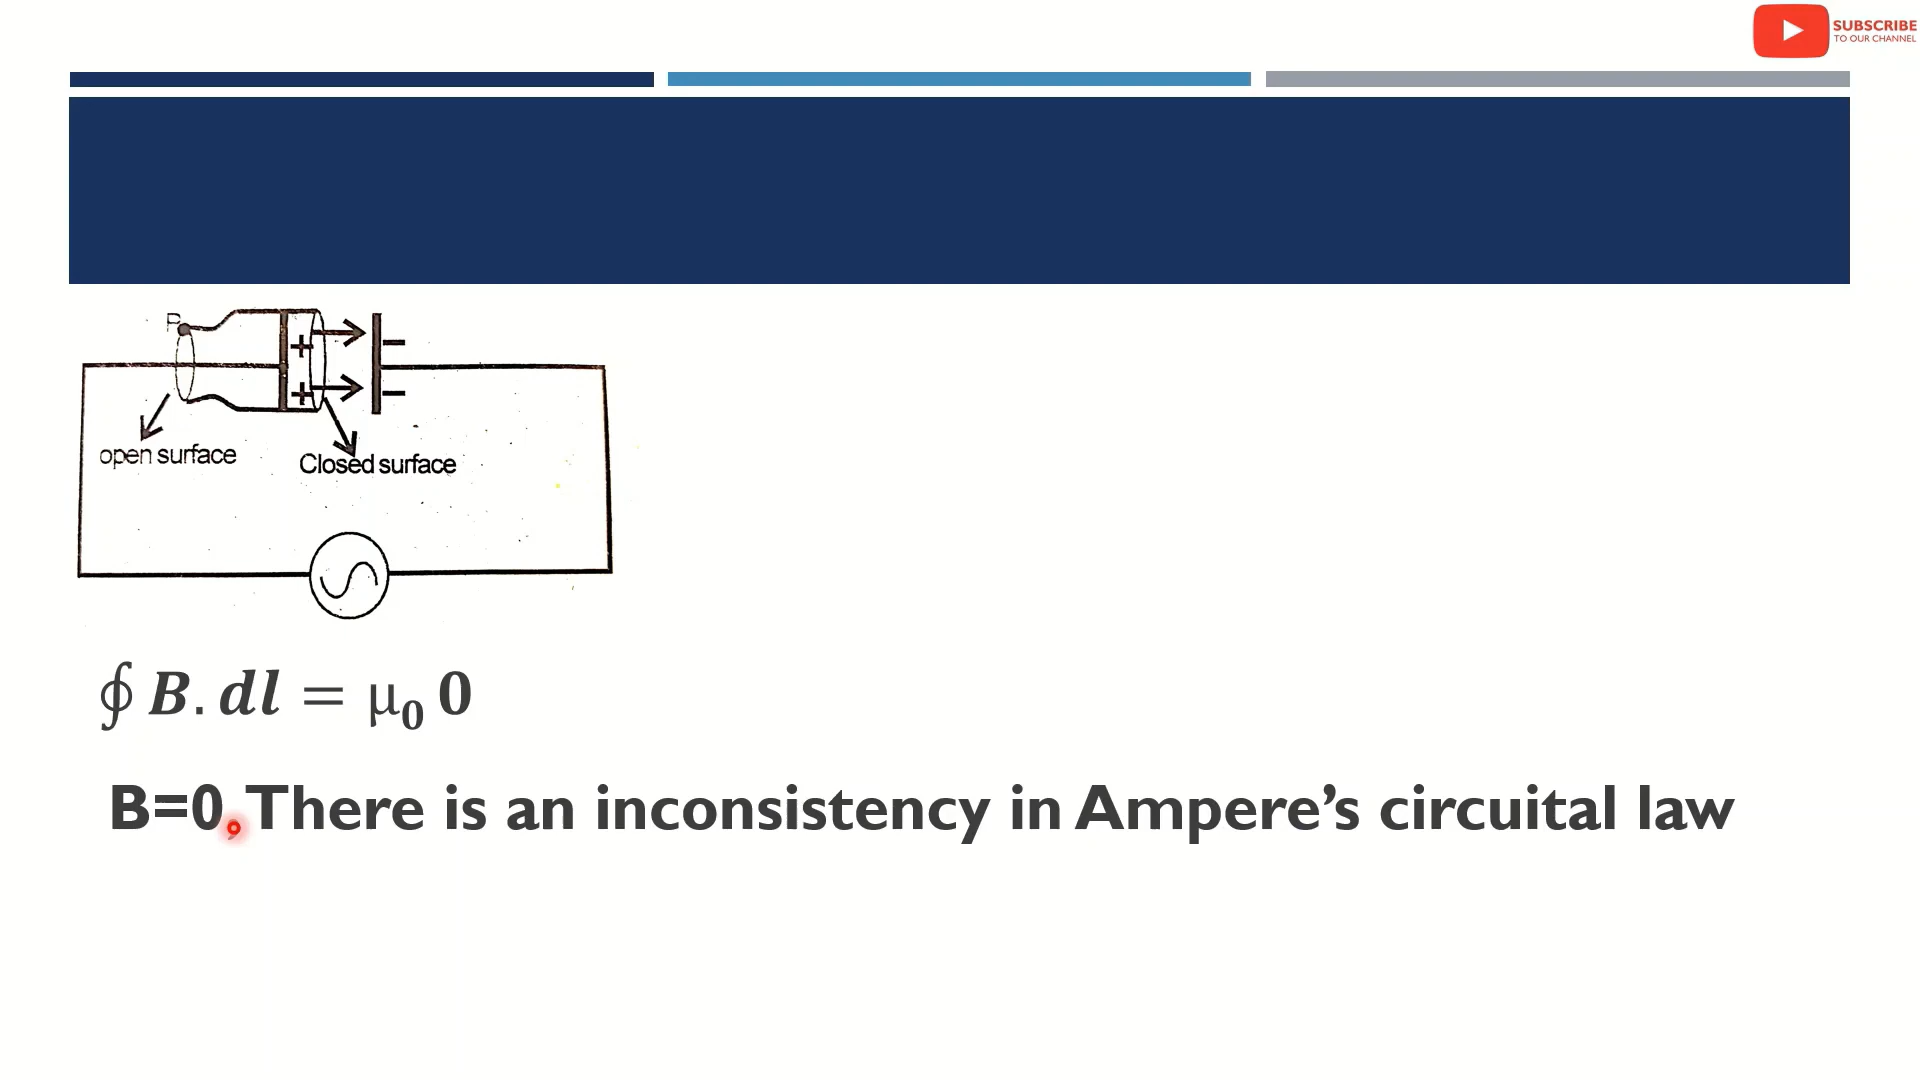 SUBSCRIBE
TO OUR CHANNEL
P
+
+
open surface
Closed surface
∮ B. dl = μ₀ 0
B=0, There is an inconsistency in Ampere’s circuital law